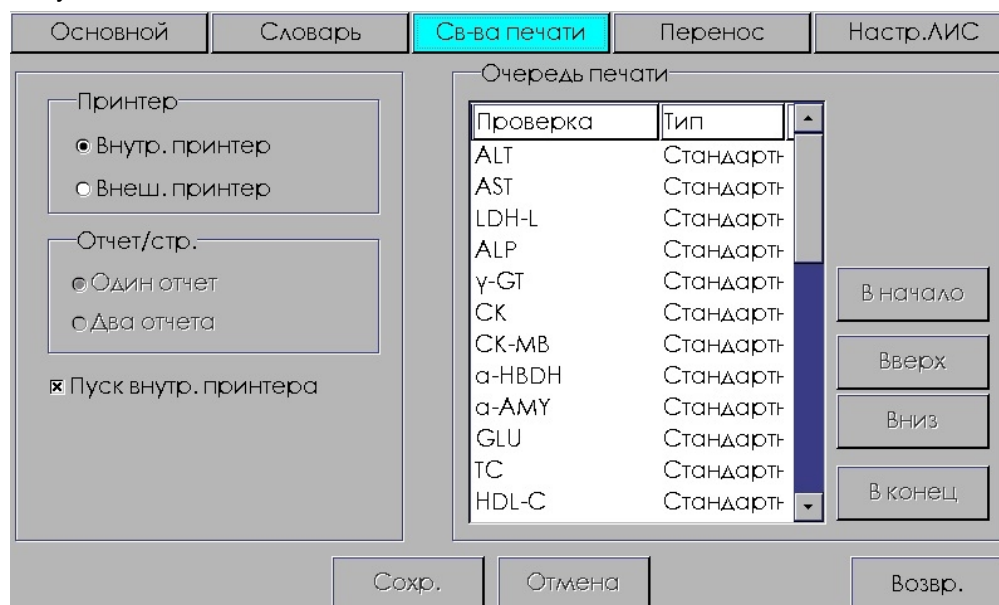 Основной Словарь Св-ва печати Перенос Настр.ЛИС
Принтер
Внутр. принтер
Внеш. принтер
Отчет/стр.
Один отчет
Два отчета
Пуск внутр. принтера
Очередь печати
Проверка Тип
ALT Стандартн
AST Стандартн
LDH-L Стандартн
ALP Стандартн
γ-GT Стандартн
CK Стандартн
CK-MB Стандартн
α-HBDH Стандартн
α-AMY Стандартн
GLU Стандартн
TC Стандартн
HDL-C Стандартн
В начало
Вверх
Вниз
В конец
Сохр. Отмена Возвр.